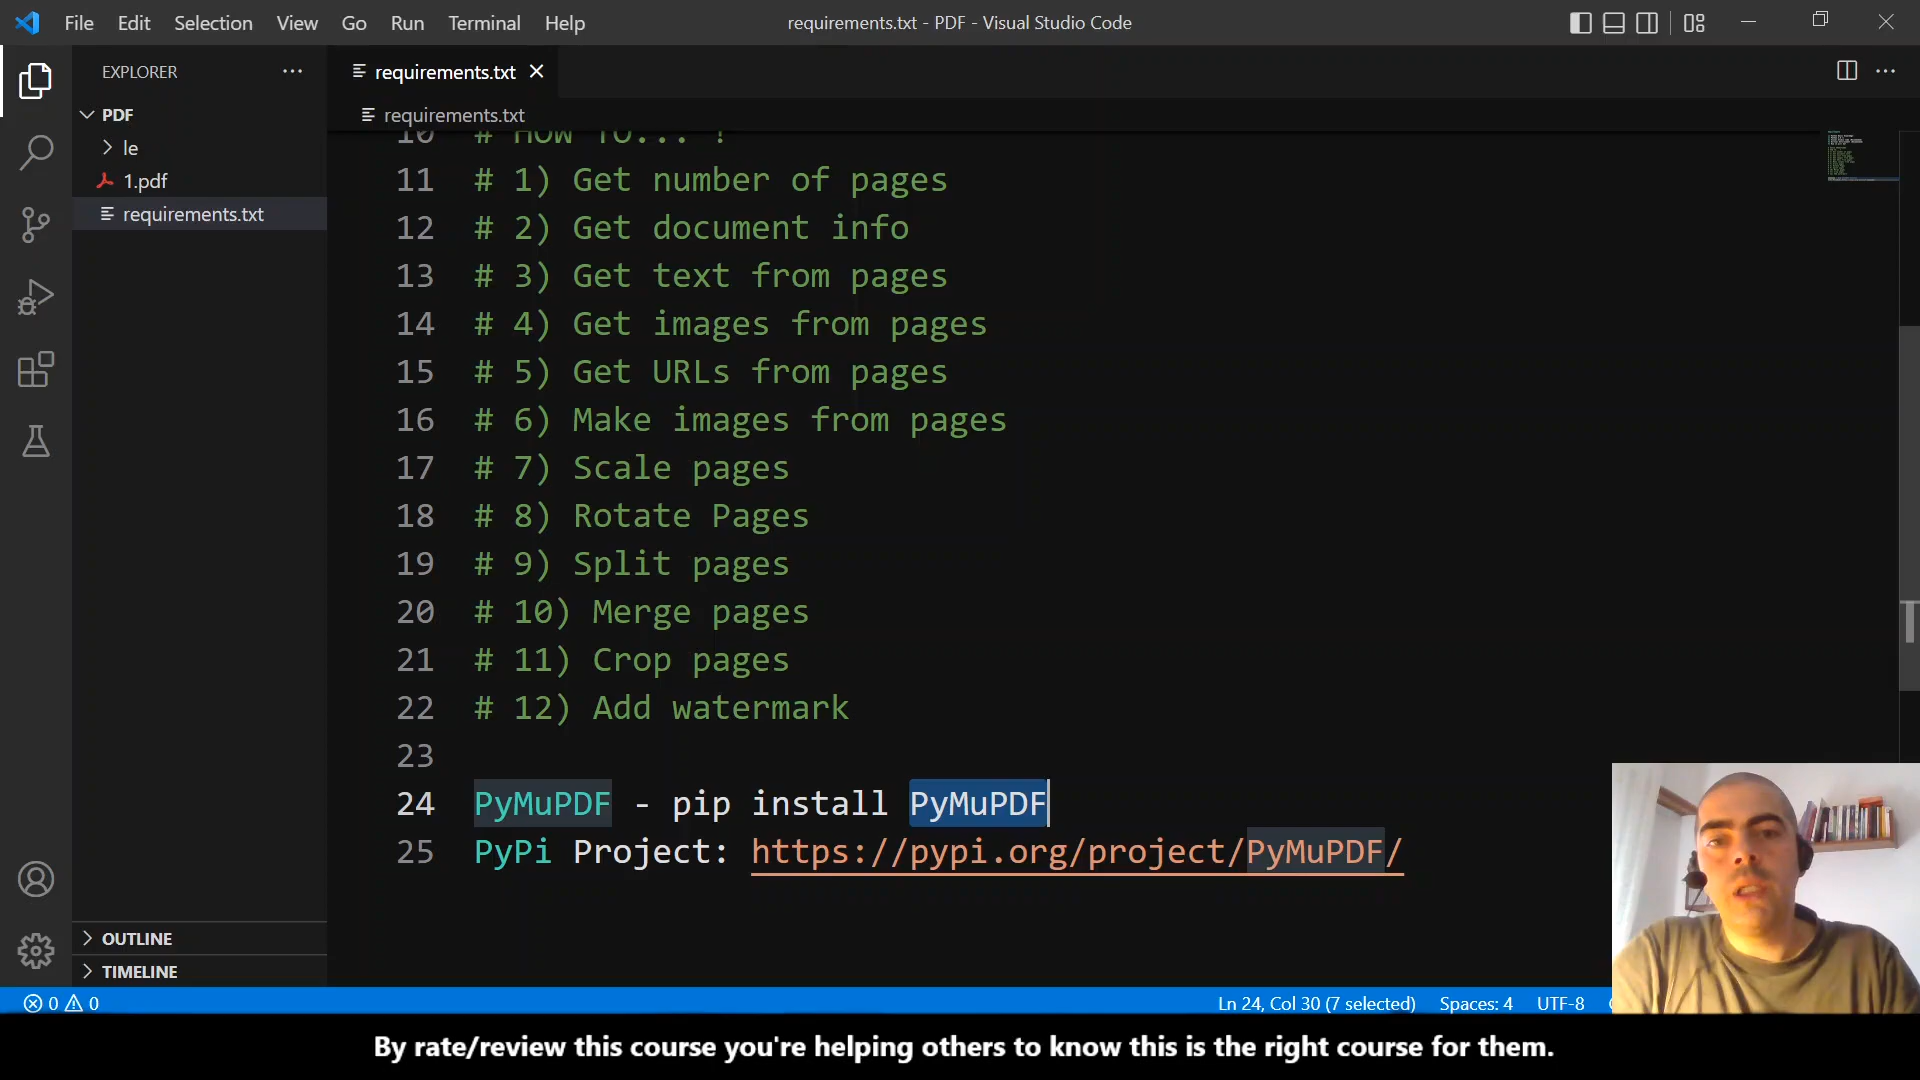 File Edit Selection View Go Run Terminal Help
requirements.txt - PDF - Visual Studio Code
EXPLORER
PDF
le
1.pdf
requirements.txt
OUTLINE
TIMELINE
requirements.txt
requirements.txt
10 # How To... ?
11 # 1) Get number of pages
12 # 2) Get document info
13 # 3) Get text from pages
14 # 4) Get images from pages
15 # 5) Get URLs from pages
16 # 6) Make images from pages
17 # 7) Scale pages
18 # 8) Rotate Pages
19 # 9) Split pages
20 # 10) Merge pages
21 # 11) Crop pages
22 # 12) Add watermark
23
24 PyMuPDF - pip install PyMuPDF
25 PyPi Project: https://pypi.org/project/PyMuPDF/
0 0
Ln 24, Col 30 (7 selected) Spaces: 4 UTF-8
By rate/review this course you're helping others to know this is the right course for them.